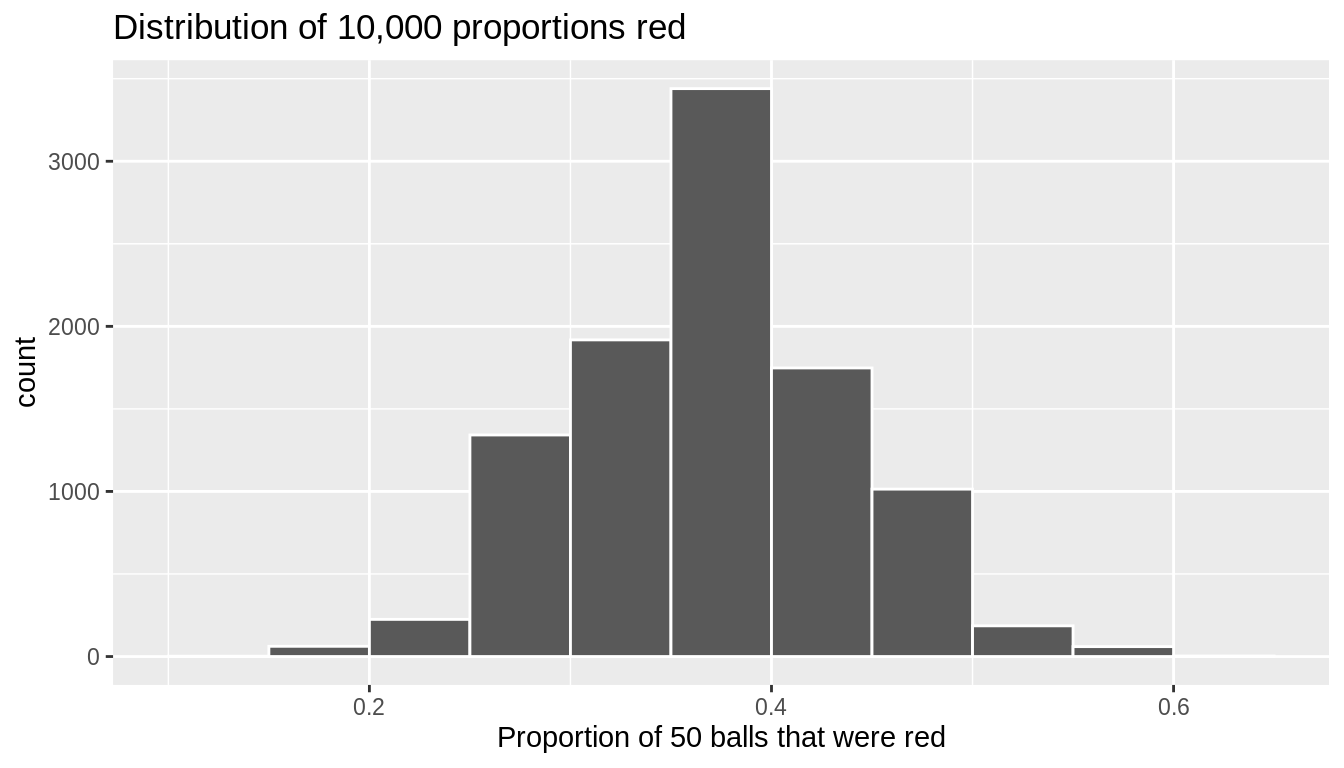 Distribution of 10,000 proportions red
3000
2000
1000
0
count
0.2
0.4
0.6
Proportion of 50 balls that were red